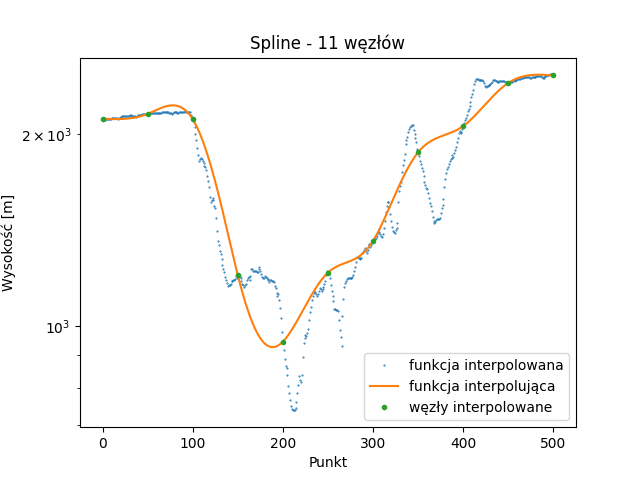 Spline - 11 węzłów
Wysokość [m]
2 × 10³
10³
0 100 200 300 400 500
Punkt
funkcja interpolowana
funkcja interpolująca
węzły interpolowane